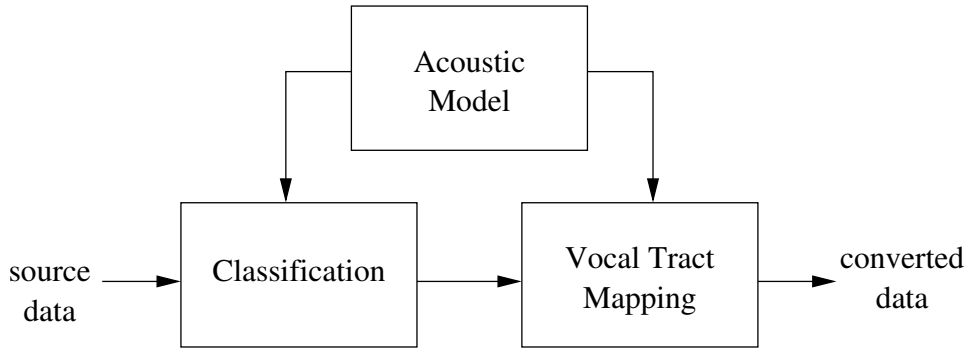 Acoustic
Model
source
data
Classification
Vocal Tract
Mapping
converted
data